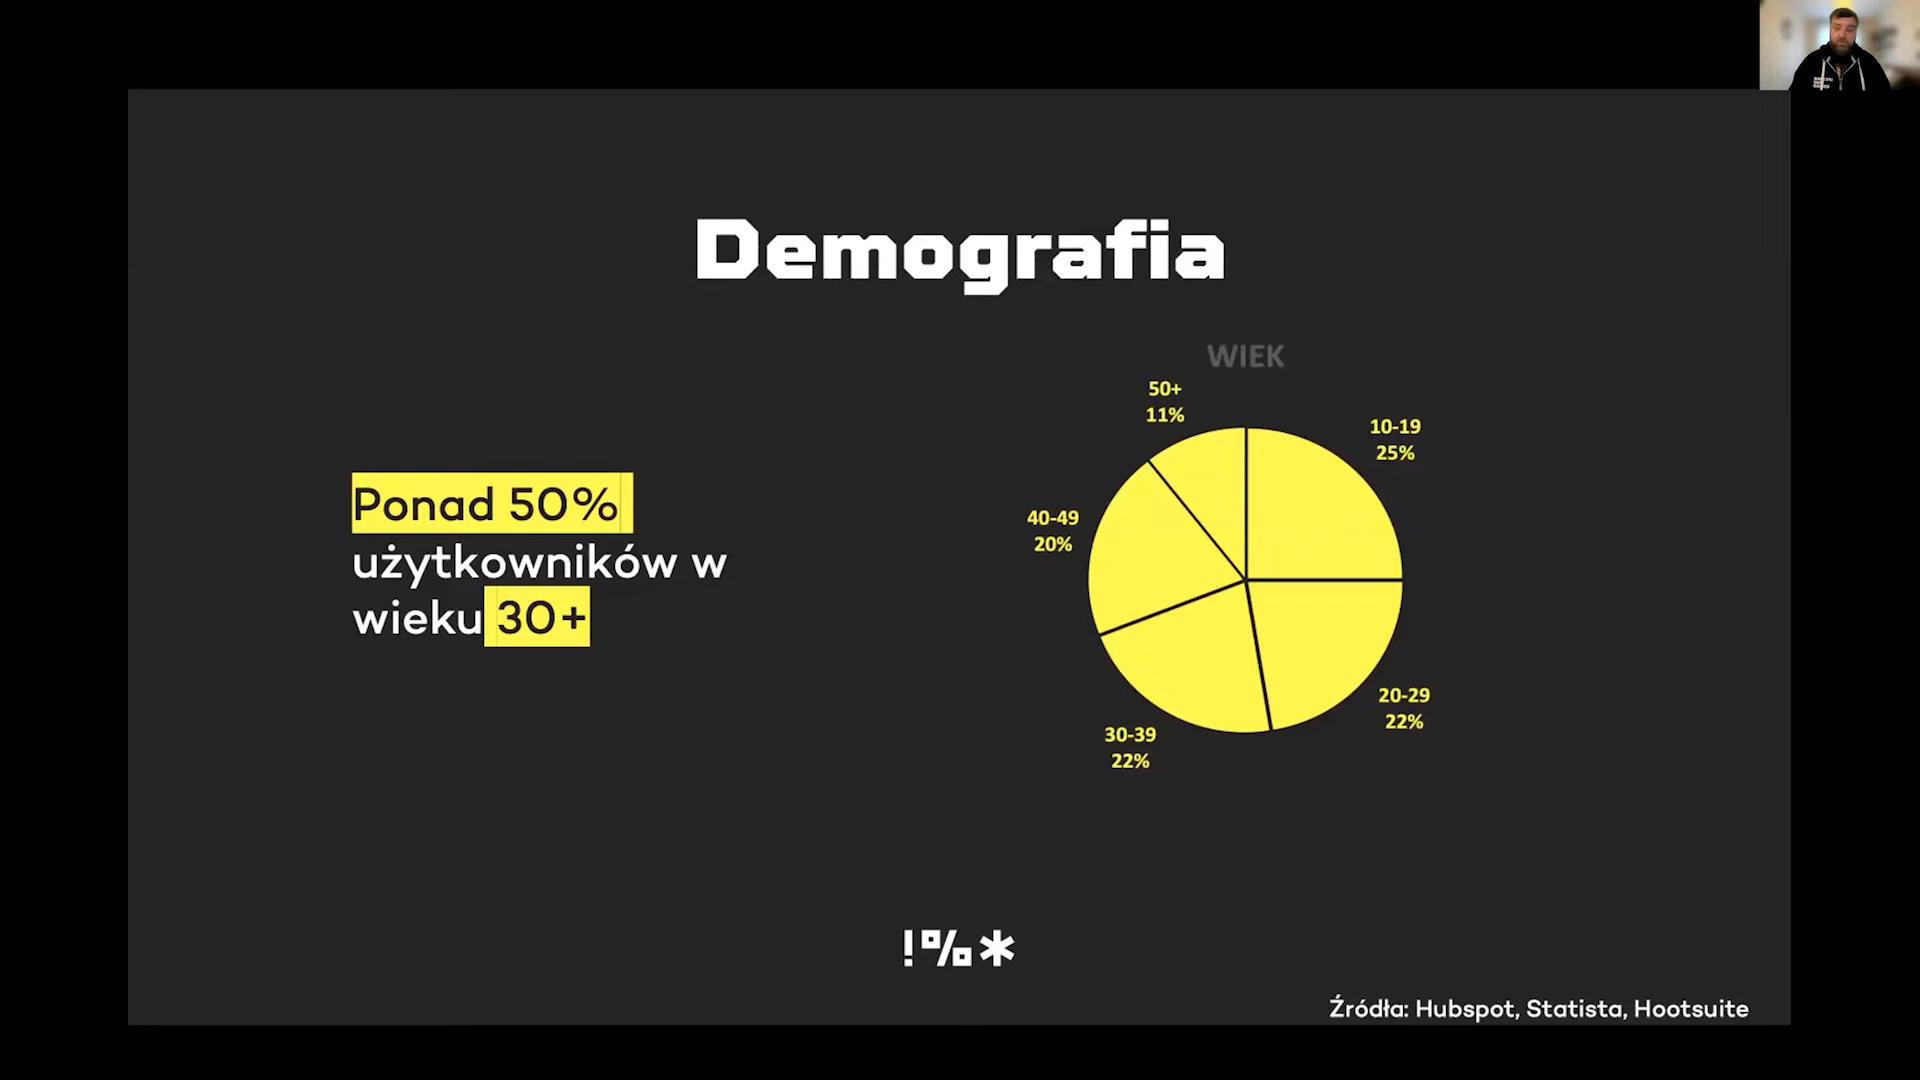 Demografia
Ponad 50%
użytkowników w
wieku 30+
WIEK
50+
11%
10-19
25%
40-49
20%
20-29
22%
30-39
22%
!%*
Źródła: Hubspot, Statista, Hootsuite